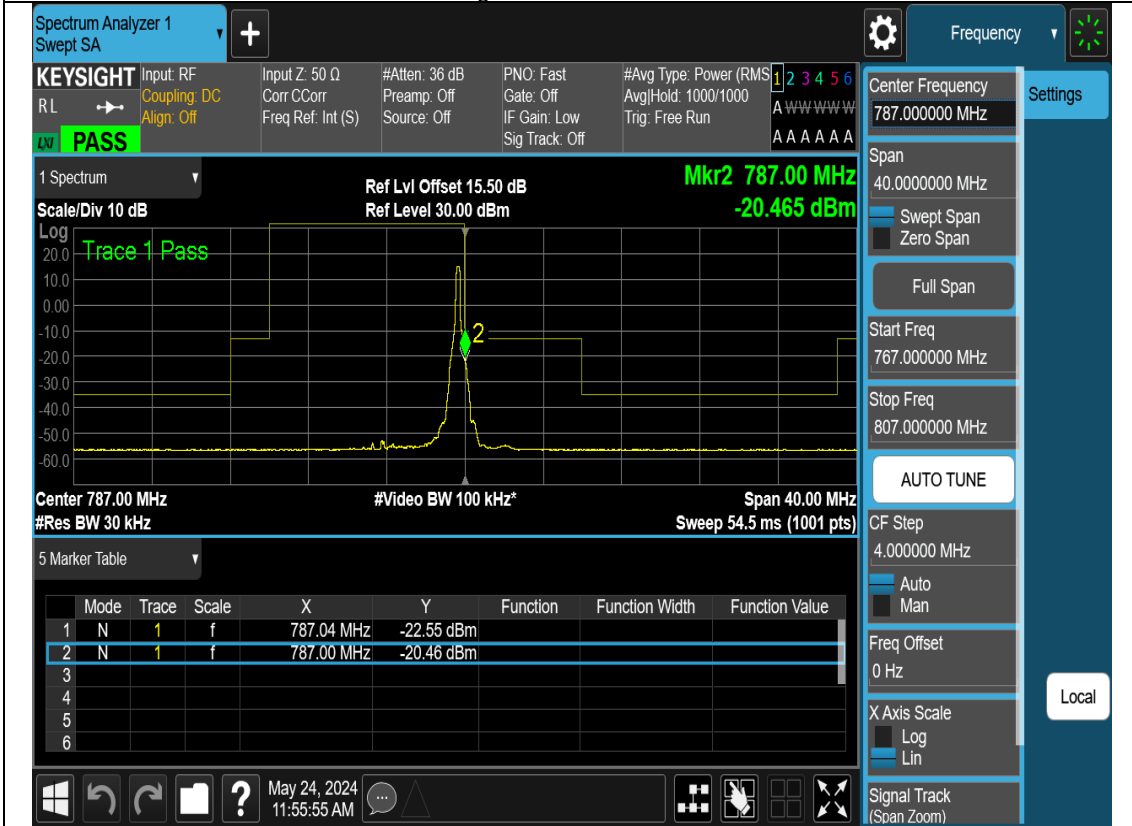 Spectrum Analyzer 1
Swept SA
+
Frequency
KEYSIGHT
RL
LXI PASS
Input: RF
Coupling: DC
Align: Off
Input Z: 50 Ω
Corr CCorr
Freq Ref: Int (S)
#Atten: 36 dB
Preamp: Off
Source: Off
PNO: Fast
Gate: Off
IF Gain: Low
Sig Track: Off
#Avg Type: Power (RMS
Avg|Hold: 1000/1000
Trig: Free Run
1 2 3 4 5 6
A W W W W W
A A A A A A
1 Spectrum
Scale/Div 10 dB
Ref Lvl Offset 15.50 dB
Ref Level 30.00 dBm
Mkr2 787.00 MHz
-20.465 dBm
Log
Trace 1 Pass
20.0
10.0
0.00
-10.0
-20.0
-30.0
-40.0
-50.0
-60.0
2
Center 787.00 MHz
#Video BW 100 kHz*
Span 40.00 MHz
#Res BW 30 kHz
Sweep 54.5 ms (1001 pts)
5 Marker Table
Mode Trace Scale X Y Function Function Width Function Value
1 N 1 f 787.04 MHz -22.55 dBm
2 N 1 f 787.00 MHz -20.46 dBm
3
4
5
6
?
May 24, 2024
11:55:55 AM
Center Frequency
787.000000 MHz
Settings
Span
40.0000000 MHz
Swept Span
Zero Span
Full Span
Start Freq
767.000000 MHz
Stop Freq
807.000000 MHz
AUTO TUNE
CF Step
4.000000 MHz
Auto
Man
Freq Offset
0 Hz
Local
X Axis Scale
Log
Lin
Signal Track
(Span Zoom)